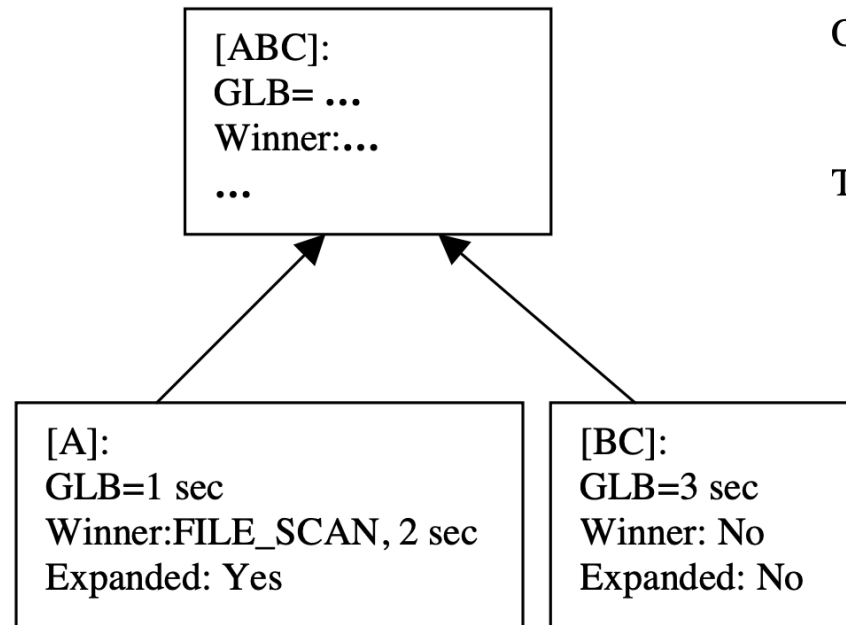 [ABC]:
GLB= ...
Winner:...
...
T
[A]:
GLB=1 sec
Winner:FILE_SCAN, 2 sec
Expanded: Yes
[BC]:
GLB=3 sec
Winner: No
Expanded: No